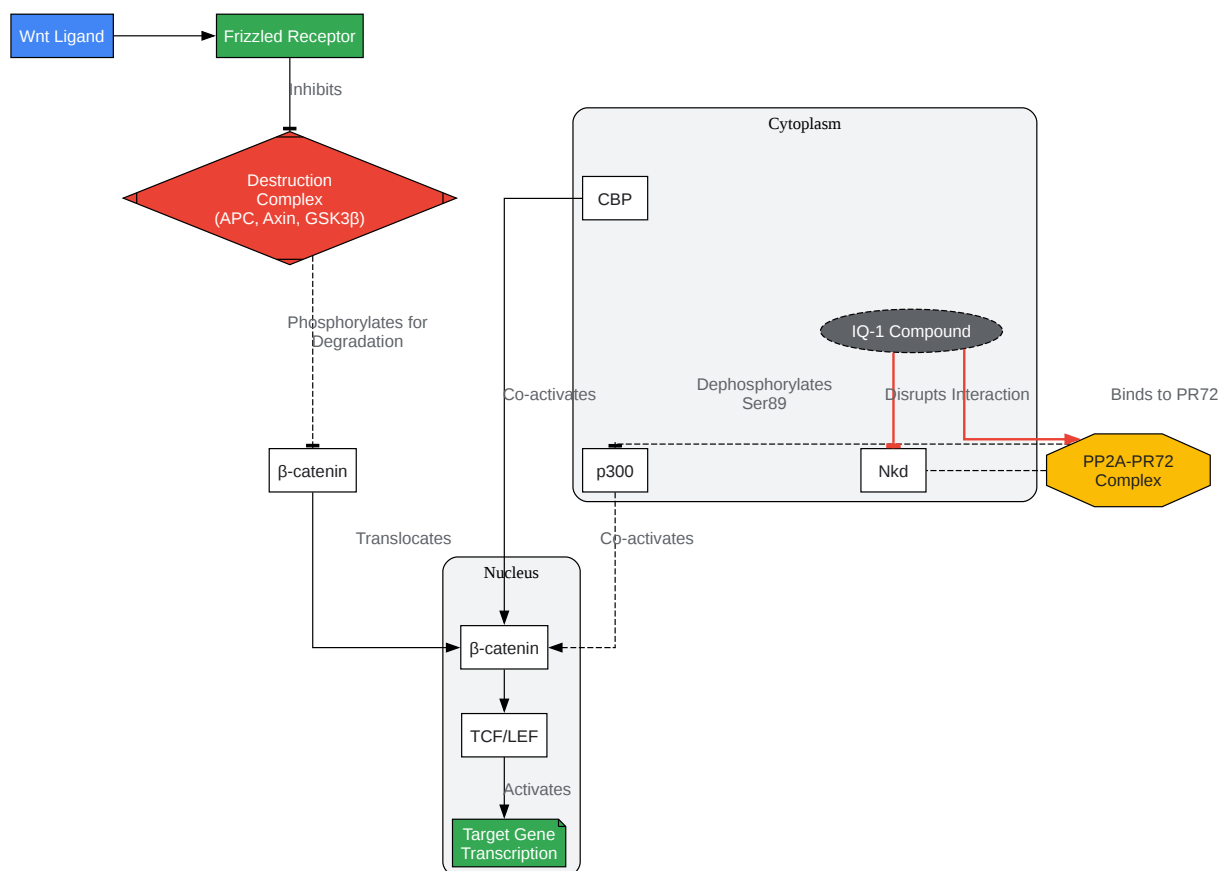 Wnt Ligand
Frizzled Receptor
Inhibits
Cytoplasm
Destruction
Complex
(APC, Axin, GSK3β)
CBP
Phosphorylates for
Degradation
IQ-1 Compound
Co-activates
Dephosphorylates
Ser89
Disrupts Interaction
Binds to PR72
β-catenin
p300
Nkd
PP2A-PR72
Complex
Translocates
Co-activates
Nucleus
β-catenin
TCF/LEF
Activates
Target Gene
Transcription